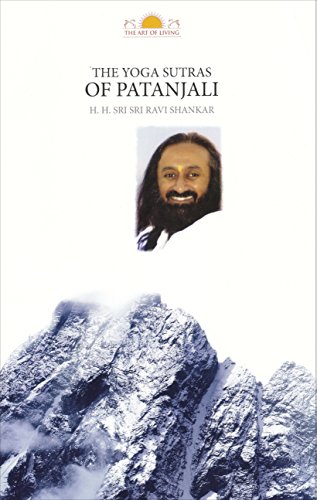 THE ART OF LIVING
THE YOGA SUTRAS
OF PATANJALI
H. H. SRI SRI RAVI SHANKAR